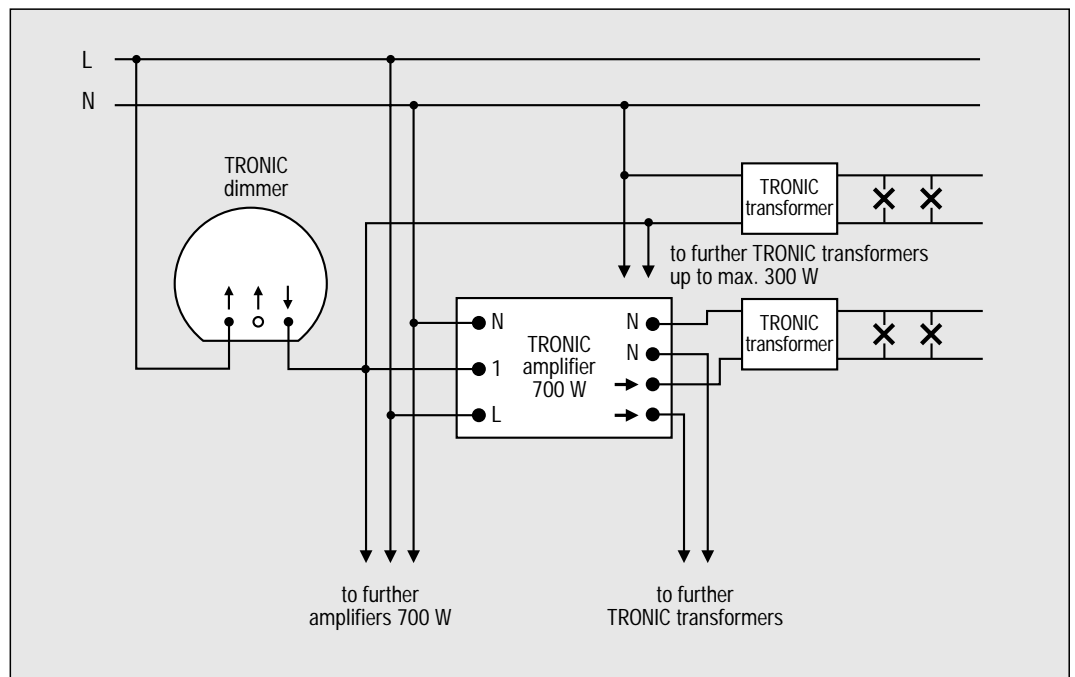 L
N
TRONIC
dimmer
TRONIC
transformer
to further TRONIC transformers
up to max. 300 W
N
1
L
TRONIC
amplifier
700 W
N
N
TRONIC
transformer
to further
amplifiers 700 W
to further
TRONIC transformers